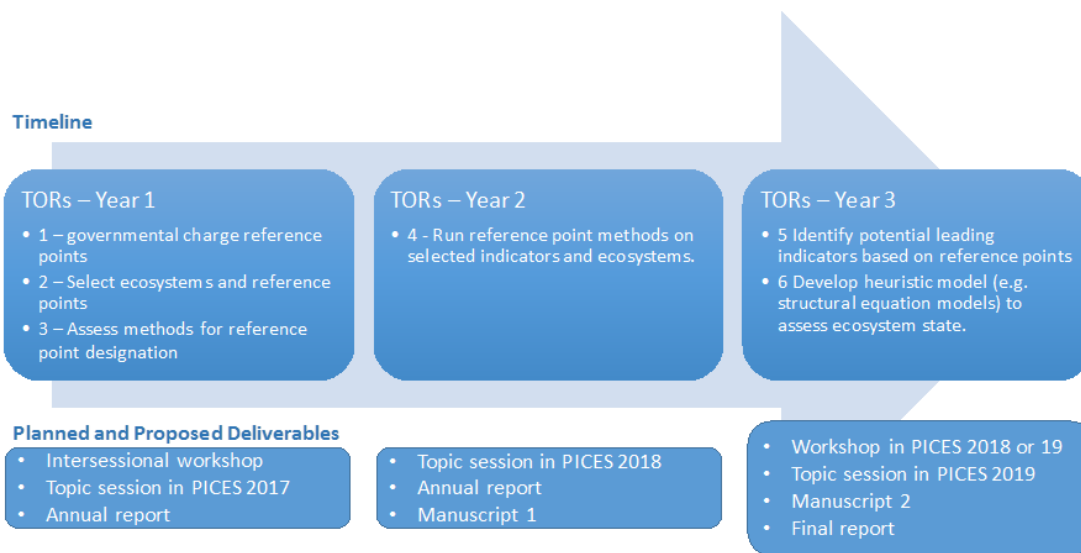 Timeline
TORs – Year 1
• 1 – governmental charge reference
points
• 2 – Select ecosystems and reference
points
• 3 – Assess methods for reference
point designation
TORs – Year 2
• 4 - Run reference point methods on
selected indicators and ecosystems.
TORs – Year 3
• 5 Identify potential leading
indicators based on reference points
• 6 Develop heuristic model (e.g.
structural equation models) to
assess ecosystem state.
Planned and Proposed Deliverables
• Intersessional workshop
• Topic session in PICES 2017
• Annual report
• Topic session in PICES 2018
• Annual report
• Manuscript 1
• Workshop in PICES 2018 or 19
• Topic session in PICES 2019
• Manuscript 2
• Final report